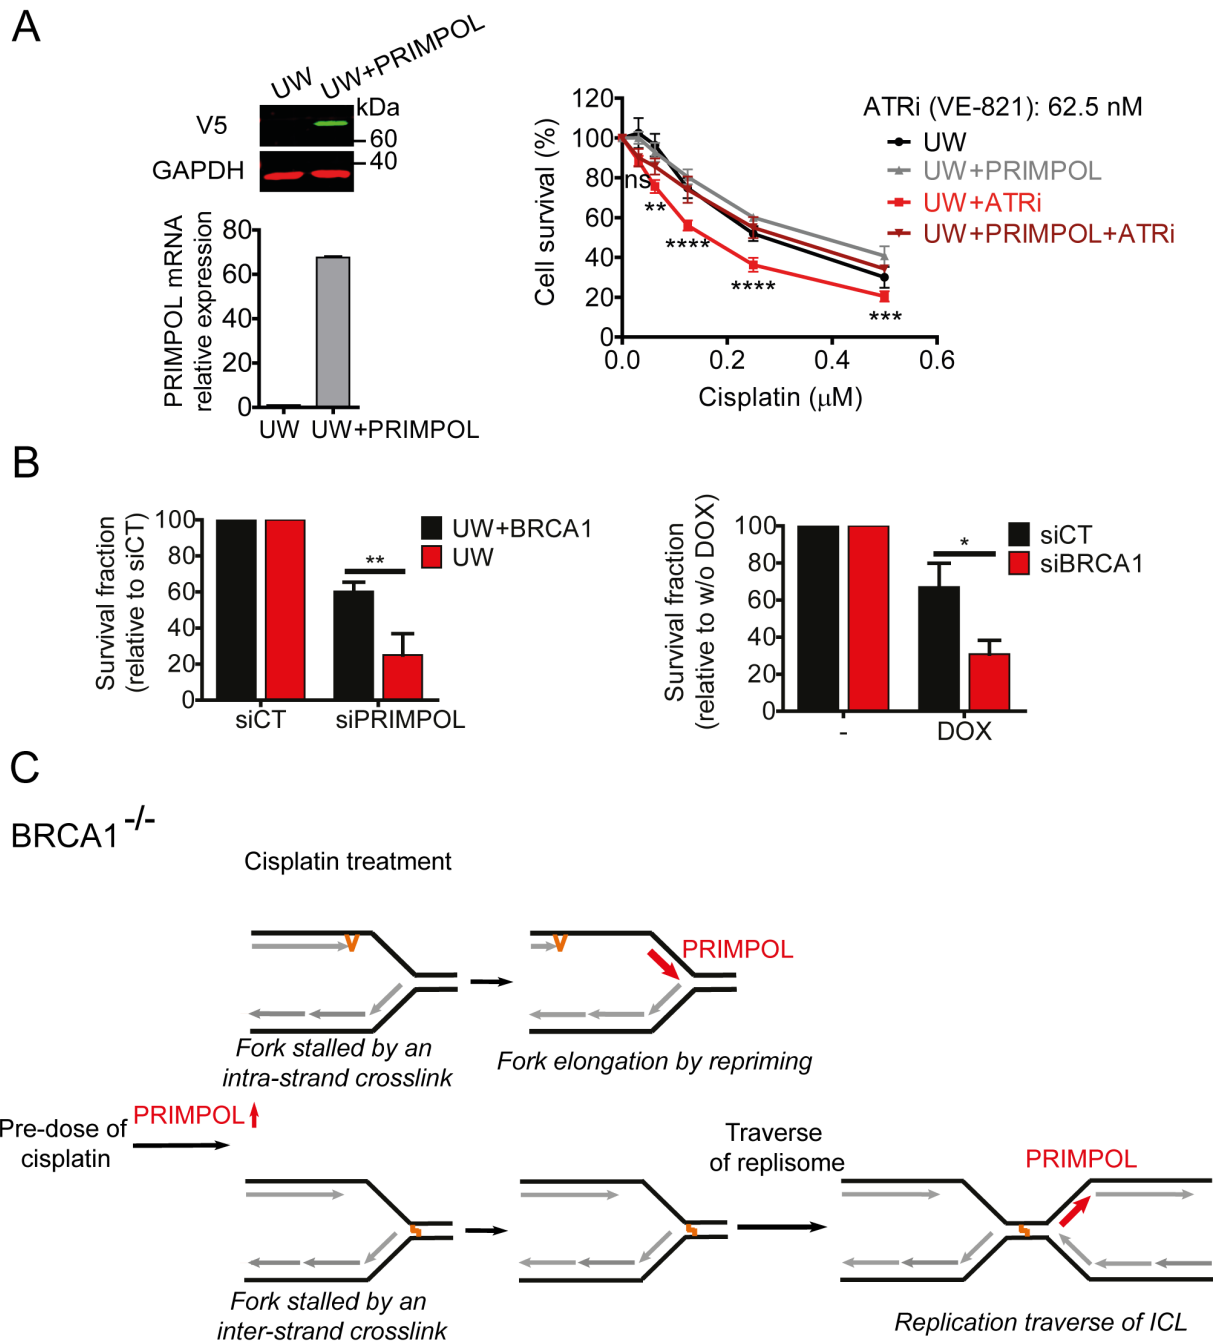 A
UW
UW+PRIMPOL
kDa
V5
60
GAPDH
40
PRIMPOL mRNA
relative expression
80
60
40
20
0
UW
UW+PRIMPOL
Cell survival (%)
120
100
80
60
40
20
0
ns
**
****
****
***
0.0
0.2
0.4
0.6
Cisplatin (μM)
ATRi (VE-821): 62.5 nM
UW
UW+PRIMPOL
UW+ATRi
UW+PRIMPOL+ATRi
B
Survival fraction
(relative to siCT)
100
80
60
40
20
0
**
UW+BRCA1
UW
siCT
siPRIMPOL
Survival fraction
(relative to w/o DOX)
100
80
60
40
20
0
*
siCT
siBRCA1
-
DOX
C
BRCA1-/-
Cisplatin treatment
PRIMPOL
Fork stalled by an
intra-strand crosslink
Fork elongation by repriming
Pre-dose of
cisplatin
PRIMPOL
Traverse
of replisome
PRIMPOL
Fork stalled by an
inter-strand crosslink
Replication traverse of ICL